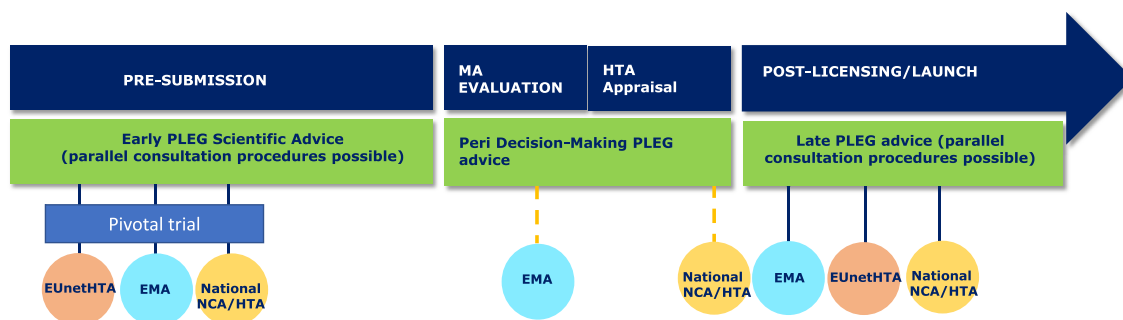 PRE-SUBMISSION
MA
EVALUATION
HTA
Appraisal
POST-LICENSING/LAUNCH
Early PLEG Scientific Advice
(parallel consultation procedures possible)
Peri Decision-Making PLEG
advice
Late PLEG advice (parallel
consultation procedures possible)
Pivotal trial
EUnetHTA
EMA
National
NCA/HTA
EMA
National
NCA/HTA
EMA
EUnetHTA
National
NCA/HTA